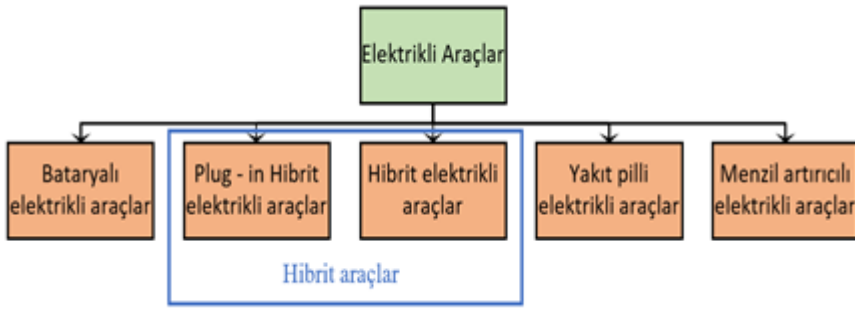 Elektrikli Araçlar
Bataryalı
elektrikli araçlar
Plug - in Hibrit
elektrikli araçlar
Hibrit elektrikli
araçlar
Yakıt pilli
elektrikli araçlar
Menzil artırıcılı
elektrikli araçlar
Hibrit araçlar